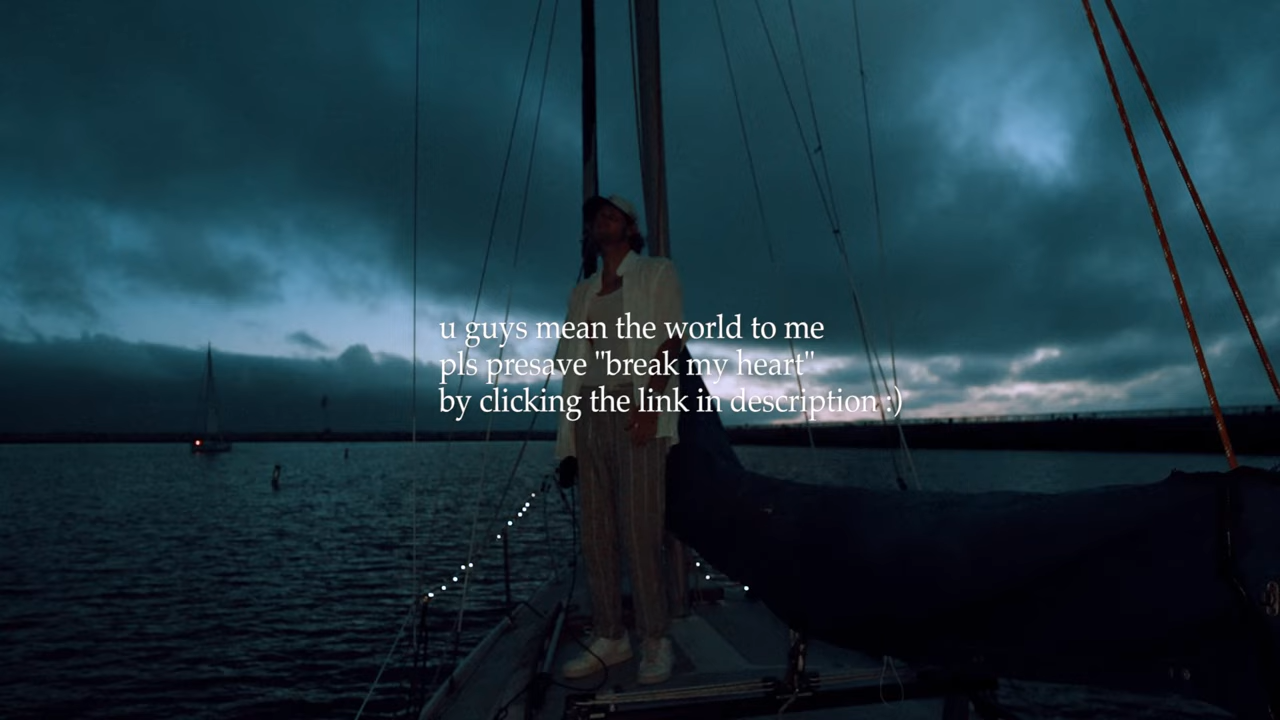 u guys mean the world to me
pls presave "break my heart"
by clicking the link in description :)